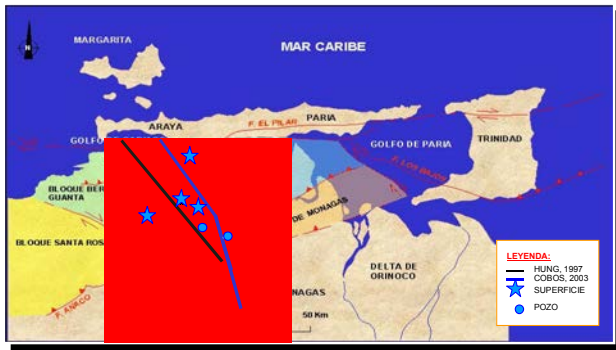 MARGARITA
MAR CARIBE
N
ARAYA
PARIA
F. EL PILAR
GOLFO
GOLFO DE PARIA
TRINIDAD
F. LOS BAJOS
BLOQUE BER
GUANTA
DE MONAGAS
BLOQUE SANTA ROS
DELTA DE
ORINOCO
F. ANACO
NAGAS
50 Km
LEYENDA:
HUNG, 1997
COBOS, 2003
SUPERFICIE
POZO